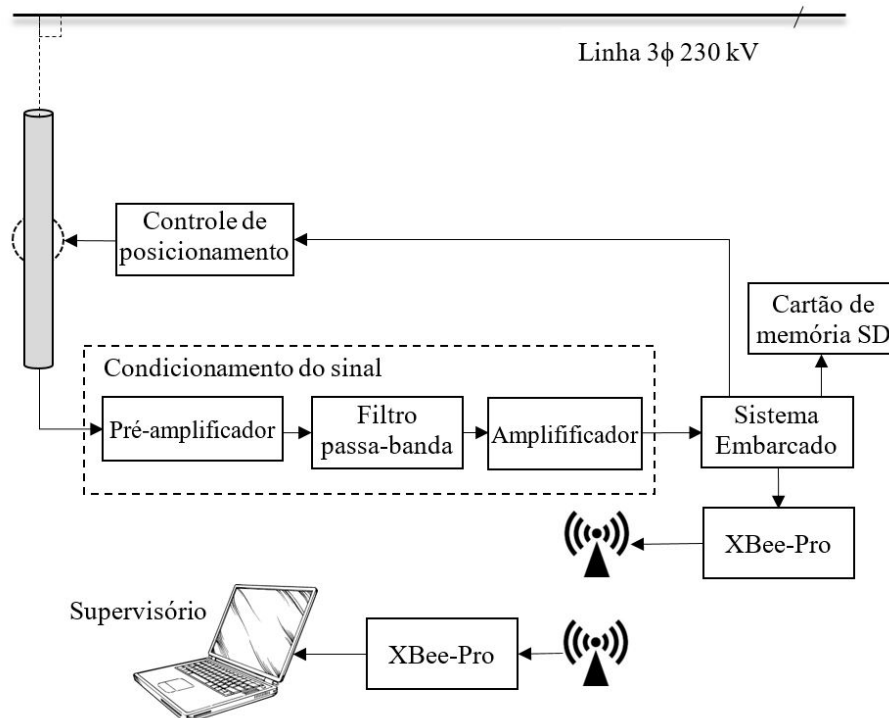 Linha 3ϕ 230 kV
Controle de
posicionamento
Cartão de
memória SD
Condicionamento do sinal
Pré-amplificador
Filtro
passa-banda
Amplifificador
Sistema
Embarcado
XBee-Pro
Supervisório
XBee-Pro